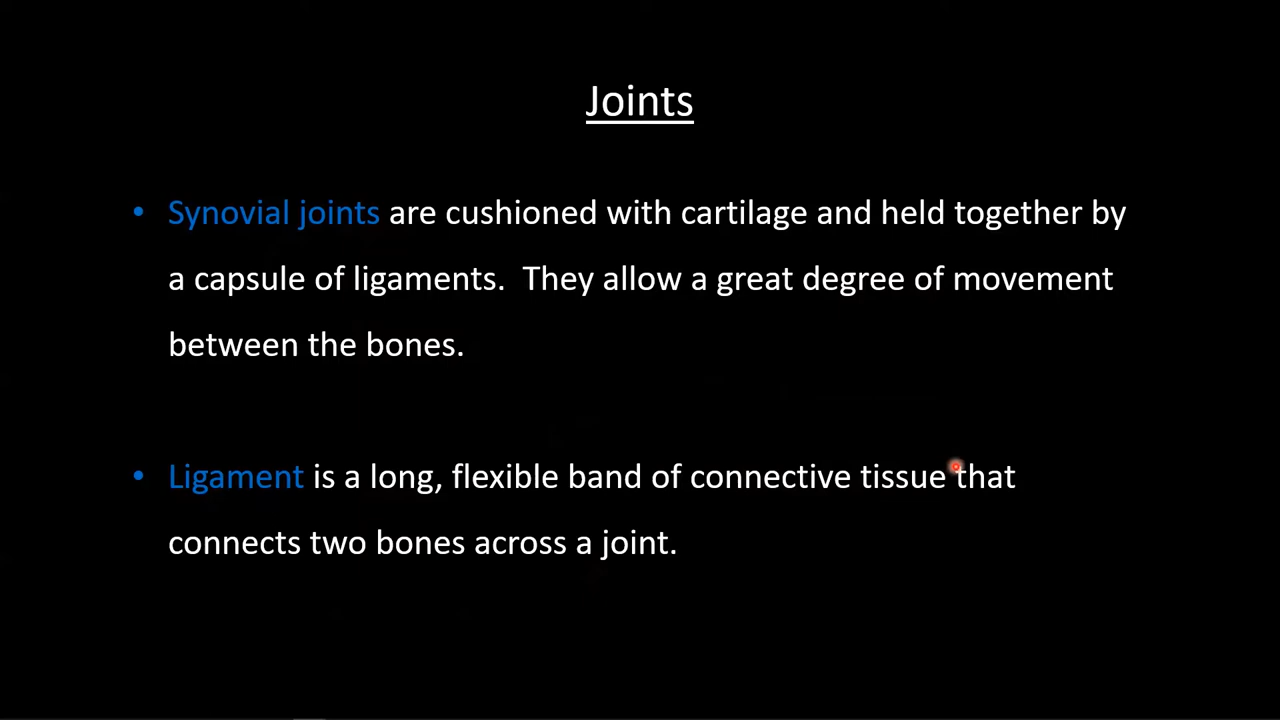 Joints
• Synovial joints are cushioned with cartilage and held together by
a capsule of ligaments.  They allow a great degree of movement
between the bones.
• Ligament is a long, flexible band of connective tissue that
connects two bones across a joint.